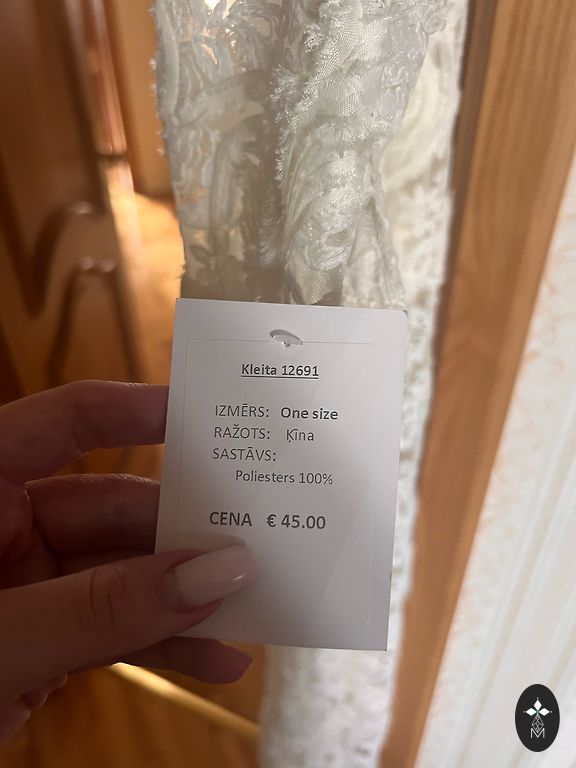 Kleita 12691
IZMĒRS: One size
RAŽOTS: Ķīna
SASTĀVS:
Poliesters 100%
CENA € 45.00
M